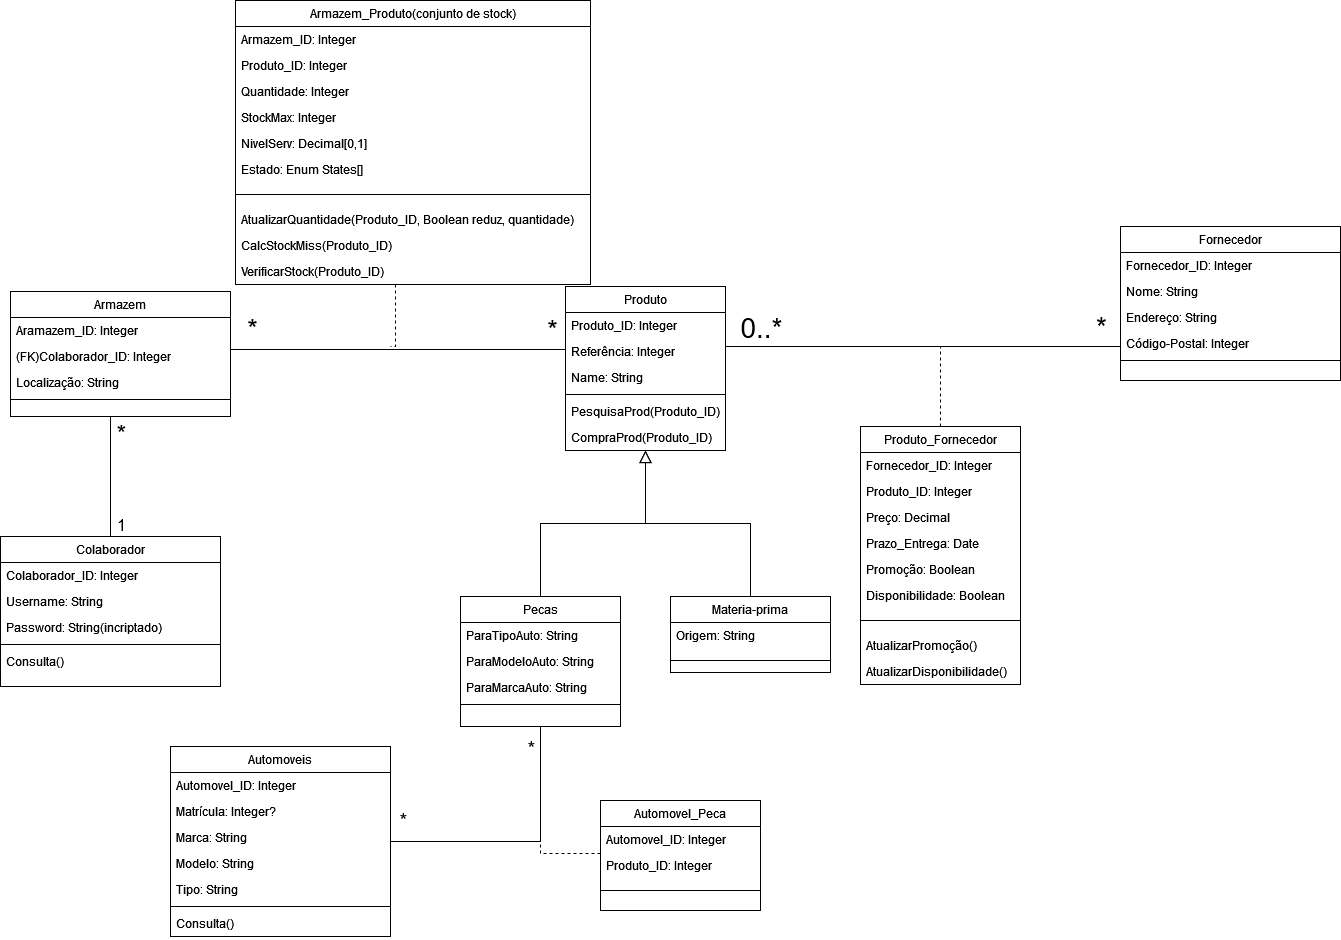 Armazem_Produto(conjunto de stock)
Armazem_ID: Integer
Produto_ID: Integer
Quantidade: Integer
StockMax: Integer
NivelServ: Decimal[0,1]
Estado: Enum States[]
AtualizarQuantidade(Produto_ID, Boolean reduz, quantidade)
CalcStockMiss(Produto_ID)
VerificarStock(Produto_ID)
Armazem
Aramazem_ID: Integer
(FK)Colaborador_ID: Integer
Localização: String
*
*
Produto
Produto_ID: Integer
Referência: Integer
Name: String
PesquisaProd(Produto_ID)
CompraProd(Produto_ID)
0..*
*
Fornecedor
Fornecedor_ID: Integer
Nome: String
Endereço: String
Código-Postal: Integer
*
1
Colaborador
Colaborador_ID: Integer
Username: String
Password: String(incriptado)
Consulta()
Produto_Fornecedor
Fornecedor_ID: Integer
Produto_ID: Integer
Preço: Decimal
Prazo_Entrega: Date
Promoção: Boolean
Disponibilidade: Boolean
AtualizarPromoção()
AtualizarDisponibilidade()
Pecas
ParaTipoAuto: String
ParaModeloAuto: String
ParaMarcaAuto: String
Materia-prima
Origem: String
*
*
Automoveis
Automovel_ID: Integer
Matrícula: Integer?
Marca: String
Modelo: String
Tipo: String
Consulta()
Automovel_Peca
Automovel_ID: Integer
Produto_ID: Integer